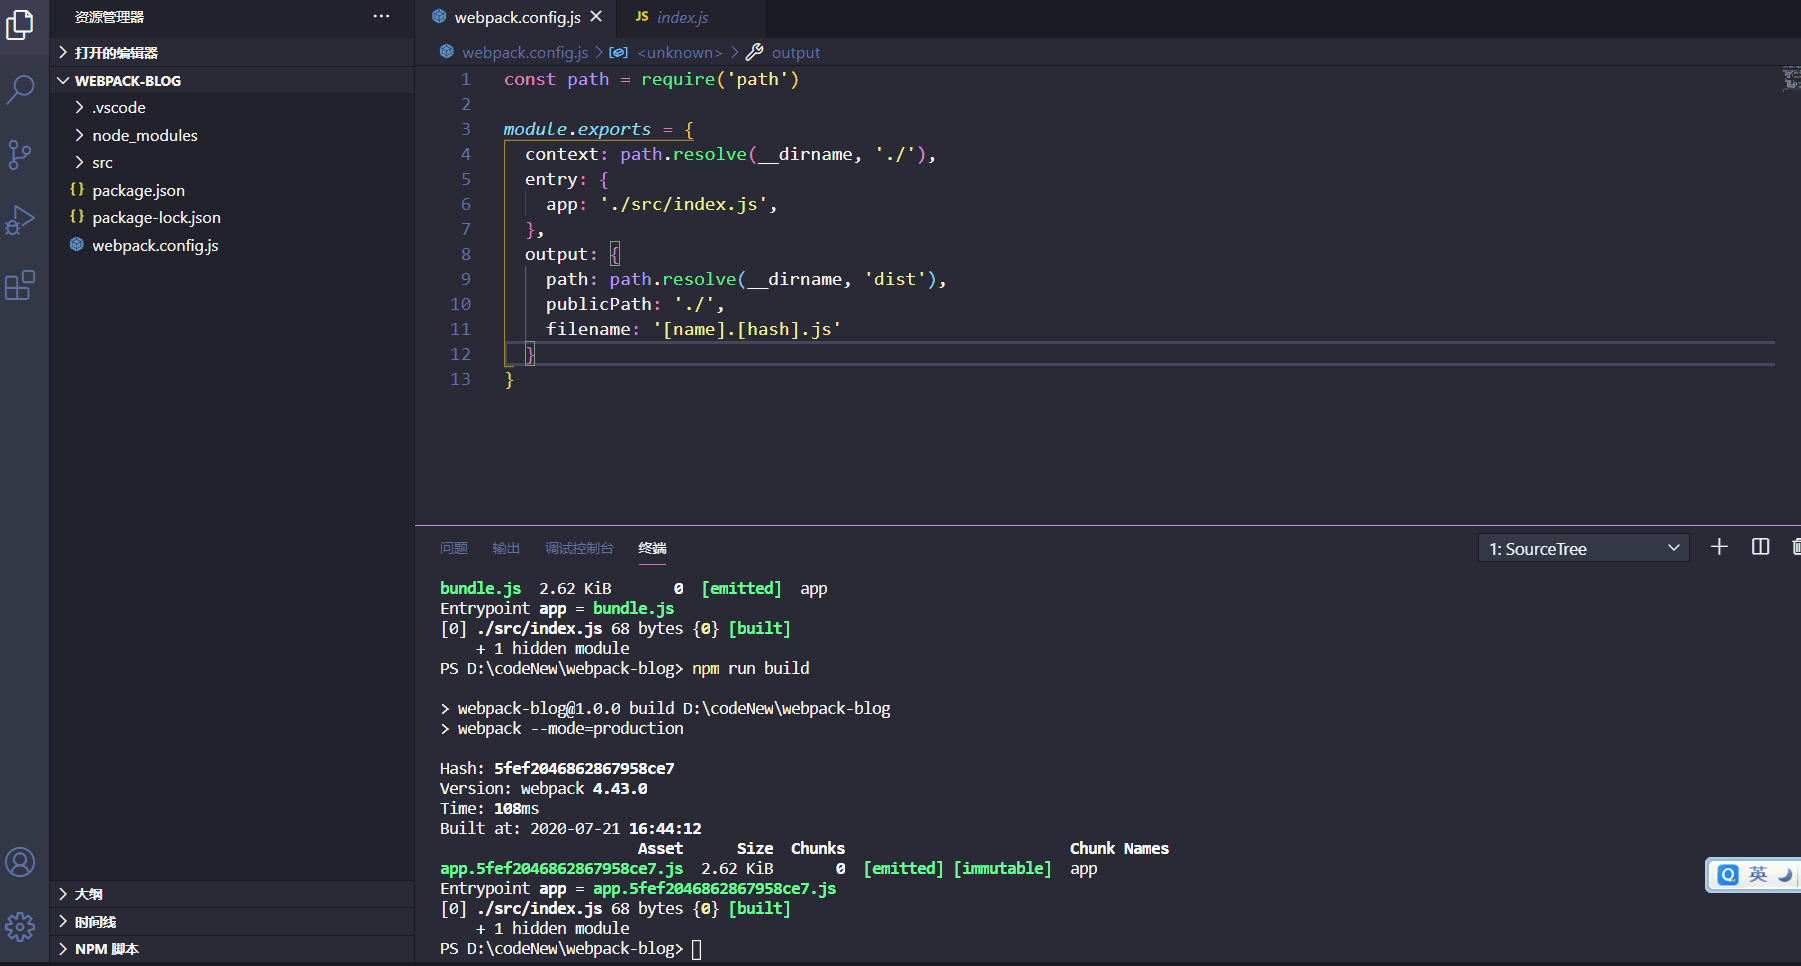 资源管理器
打开的编辑器
WEBPACK-BLOG
.vscode
node_modules
src
{} package.json
{} package-lock.json
webpack.config.js
大纲
时间线
NPM 脚本
webpack.config.js
JS index.js
webpack.config.js > <unknown> > output
1 const path = require('path')
2
3 module.exports = {
4 context: path.resolve(__dirname, './'),
5 entry: {
6 app: './src/index.js',
7 },
8 output: {
9 path: path.resolve(__dirname, 'dist'),
10 publicPath: './',
11 filename: '[name].[hash].js'
12 }
13 }
问题 输出 调试控制台 终端
1: SourceTree
bundle.js 2.62 KiB 0 [emitted] app
Entrypoint app = bundle.js
[0] ./src/index.js 68 bytes {0} [built]
+ 1 hidden module
PS D:\codeNew\webpack-blog> npm run build
> webpack-blog@1.0.0 build D:\codeNew\webpack-blog
> webpack --mode=production
Hash: 5fef2046862867958ce7
Version: webpack 4.43.0
Time: 108ms
Built at: 2020-07-21 16:44:12
Asset Size Chunks Chunk Names
app.5fef2046862867958ce7.js 2.62 KiB 0 [emitted] [immutable] app
Entrypoint app = app.5fef2046862867958ce7.js
[0] ./src/index.js 68 bytes {0} [built]
+ 1 hidden module
PS D:\codeNew\webpack-blog>
英